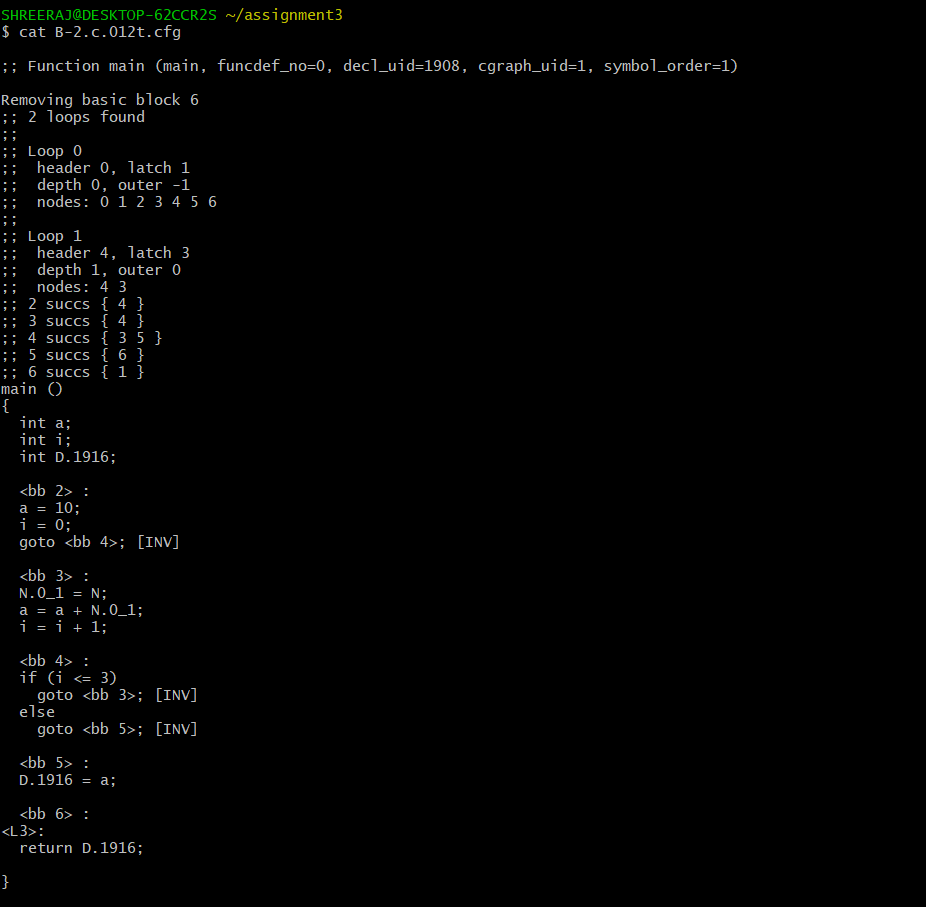 SHREERAJ@DESKTOP-62CCR2S ~/assignment3
$ cat B-2.c.012t.cfg

;; Function main (main, funcdef_no=0, decl_uid=1908, cgraph_uid=1, symbol_order=1)

Removing basic block 6
;; 2 loops found
;;
;; Loop 0
;;  header 0, latch 1
;;  depth 0, outer -1
;;  nodes: 0 1 2 3 4 5 6
;;
;; Loop 1
;;  header 4, latch 3
;;  depth 1, outer 0
;;  nodes: 4 3
;; 2 succs { 4 }
;; 3 succs { 4 }
;; 4 succs { 3 5 }
;; 5 succs { 6 }
;; 6 succs { 1 }
main ()
{
  int a;
  int i;
  int D.1916;

  <bb 2> :
  a = 10;
  i = 0;
  goto <bb 4>; [INV]

  <bb 3> :
  N.0_1 = N;
  a = a + N.0_1;
  i = i + 1;

  <bb 4> :
  if (i <= 3)
    goto <bb 3>; [INV]
  else
    goto <bb 5>; [INV]

  <bb 5> :
  D.1916 = a;

  <bb 6> :
<L3>:
  return D.1916;

}